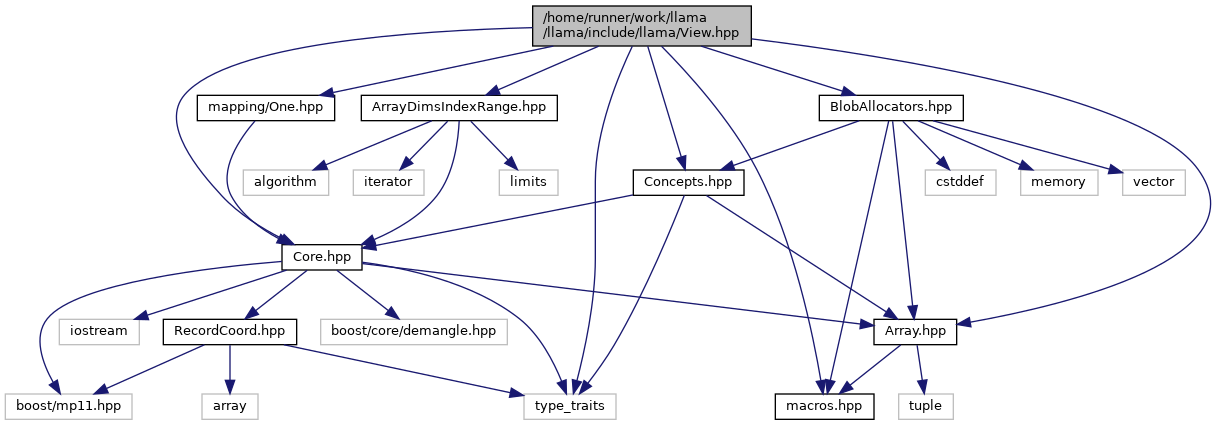 /home/runner/work/llama
/llama/include/llama/View.hpp
mapping/One.hpp
ArrayDimsIndexRange.hpp
BlobAllocators.hpp
algorithm
iterator
limits
Concepts.hpp
cstddef
memory
vector
Core.hpp
iostream
RecordCoord.hpp
boost/core/demangle.hpp
Array.hpp
boost/mp11.hpp
array
type_traits
macros.hpp
tuple